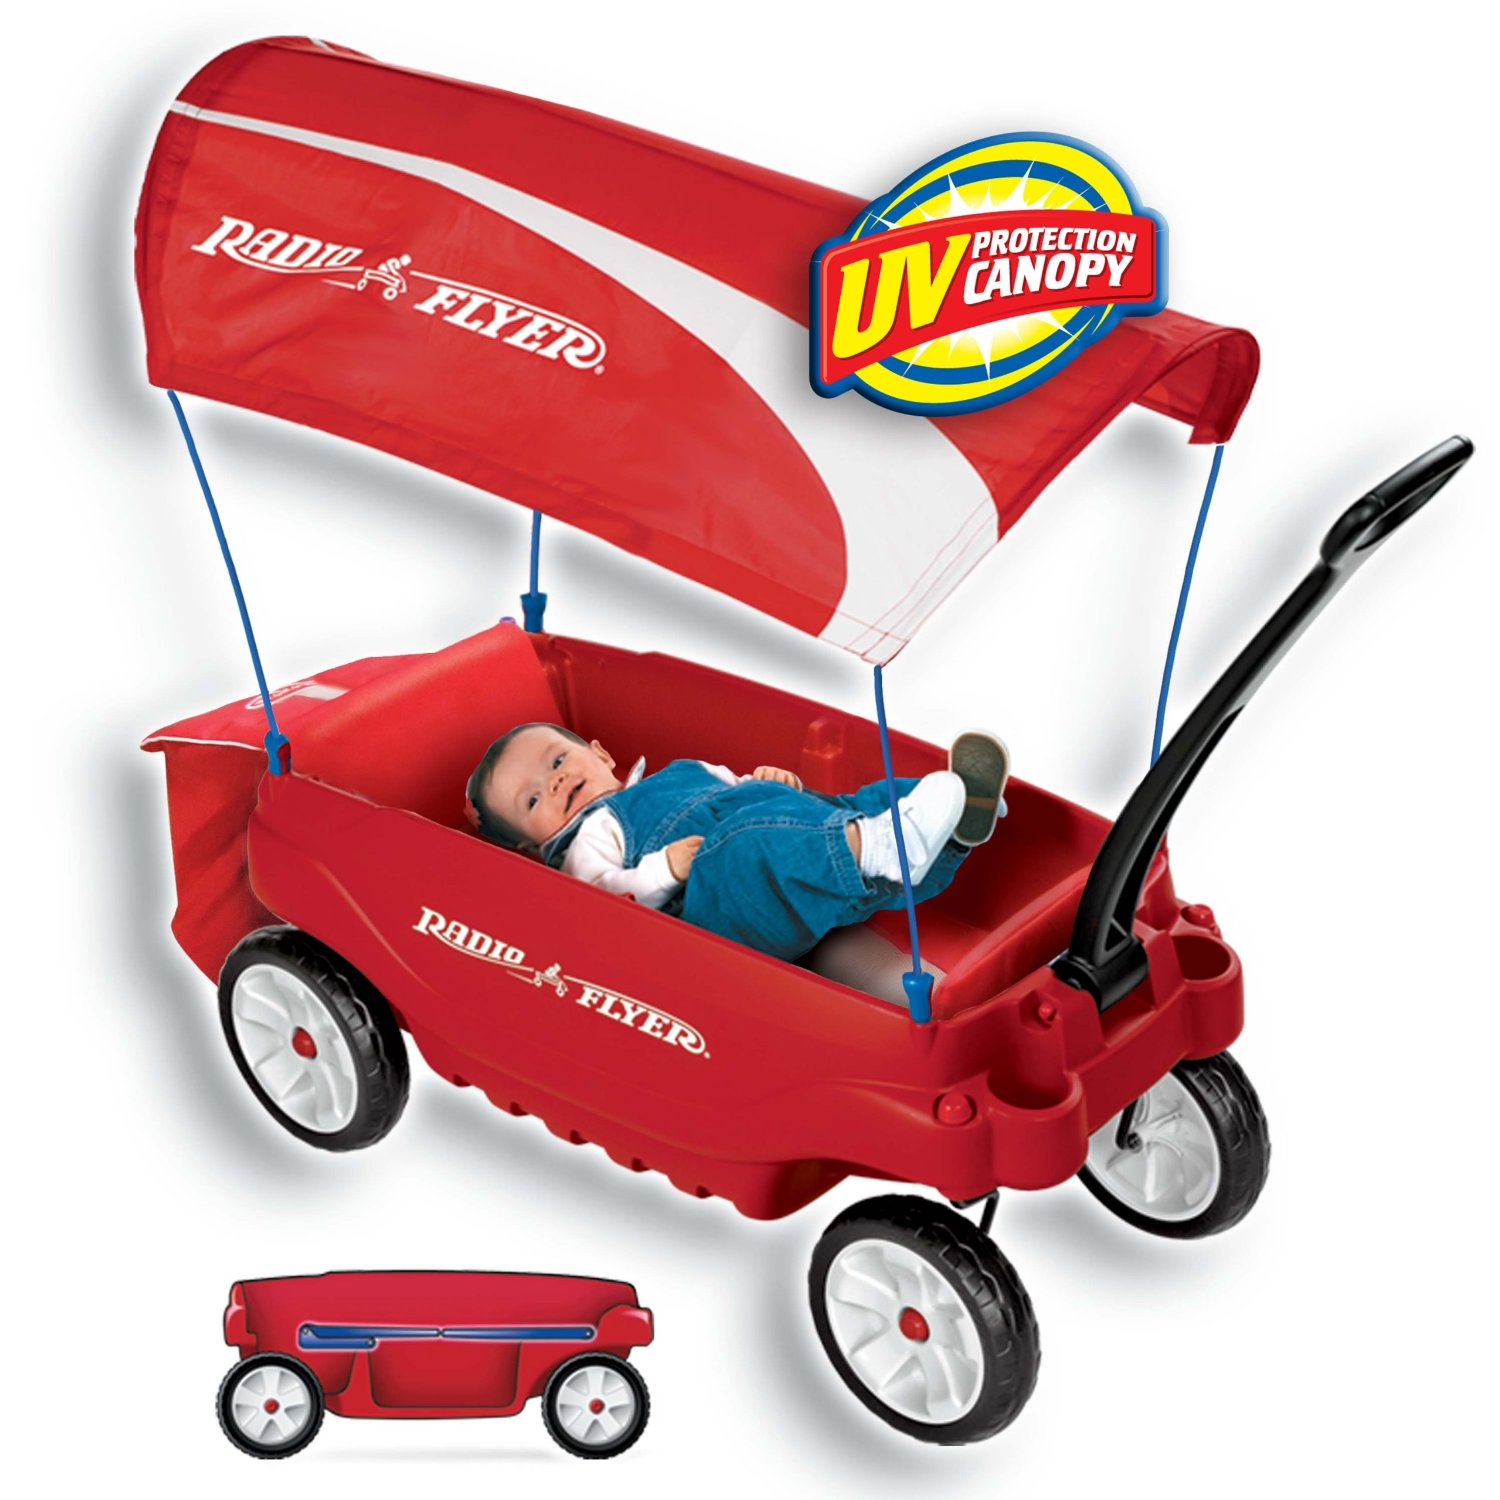 RADIO FLYER®
UV PROTECTION
CANOPY
RADIO FLYER®